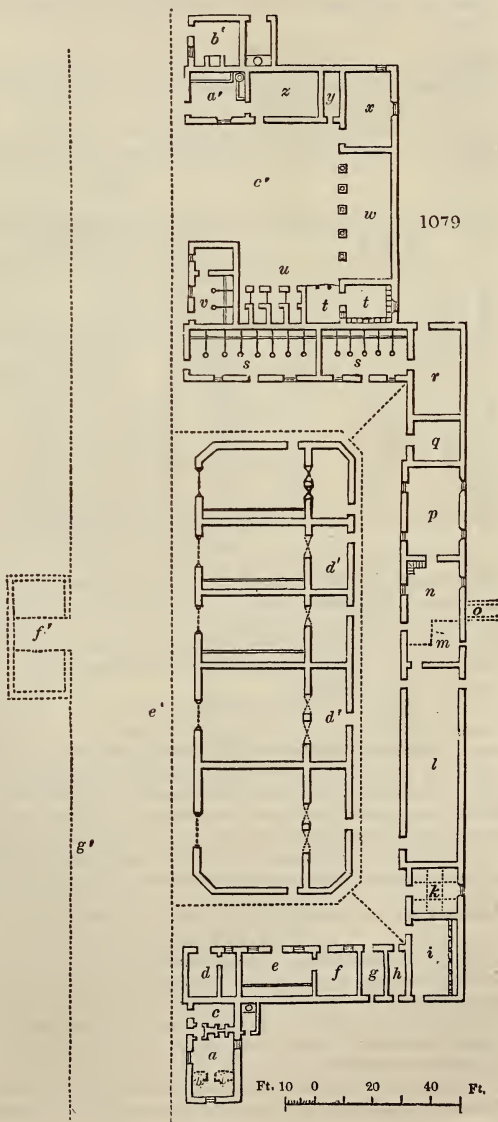 b'
a' z y x
c' w
1079
u
v t t
s s r
q
p
d'
n o
f' m
e' d'
l
g'
k
d e f g h i
c
a
b b
Ft. 10 0 20 40 Ft.